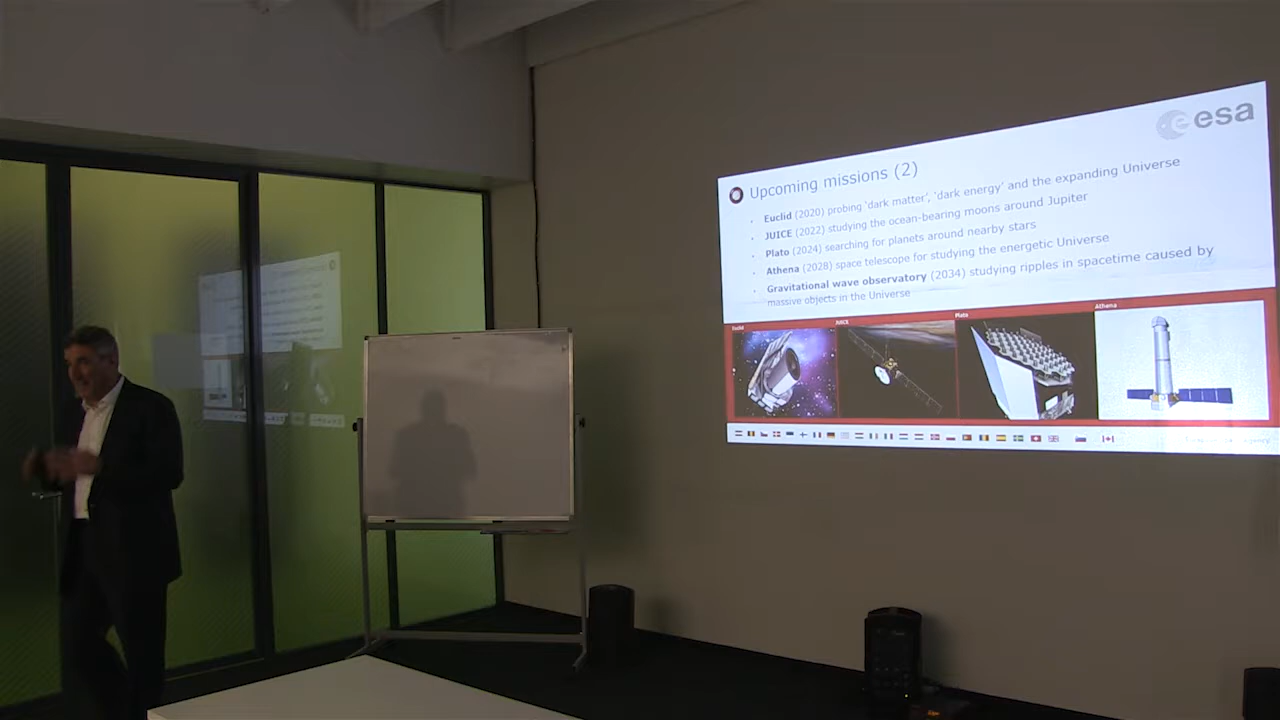 esa
Upcoming missions (2)
Euclid (2020) probing 'dark matter', 'dark energy' and the expanding Universe
JUICE (2022) studying the ocean-bearing moons around Jupiter
Plato (2024) searching for planets around nearby stars
Athena (2028) space telescope for studying the energetic Universe
Gravitational wave observatory (2034) studying ripples in spacetime caused by
massive objects in the Universe
Euclid
JUICE
Plato
Athena